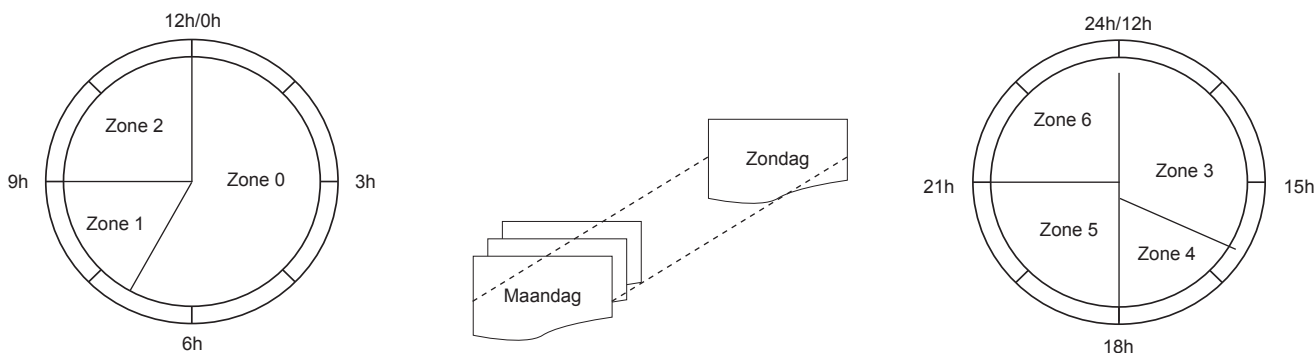 12h/0h
Zone 2
Zone 0
9h
3h
Zone 1
6h
Zondag
Maandag
24h/12h
Zone 6
Zone 3
21h
15h
Zone 5
Zone 4
18h